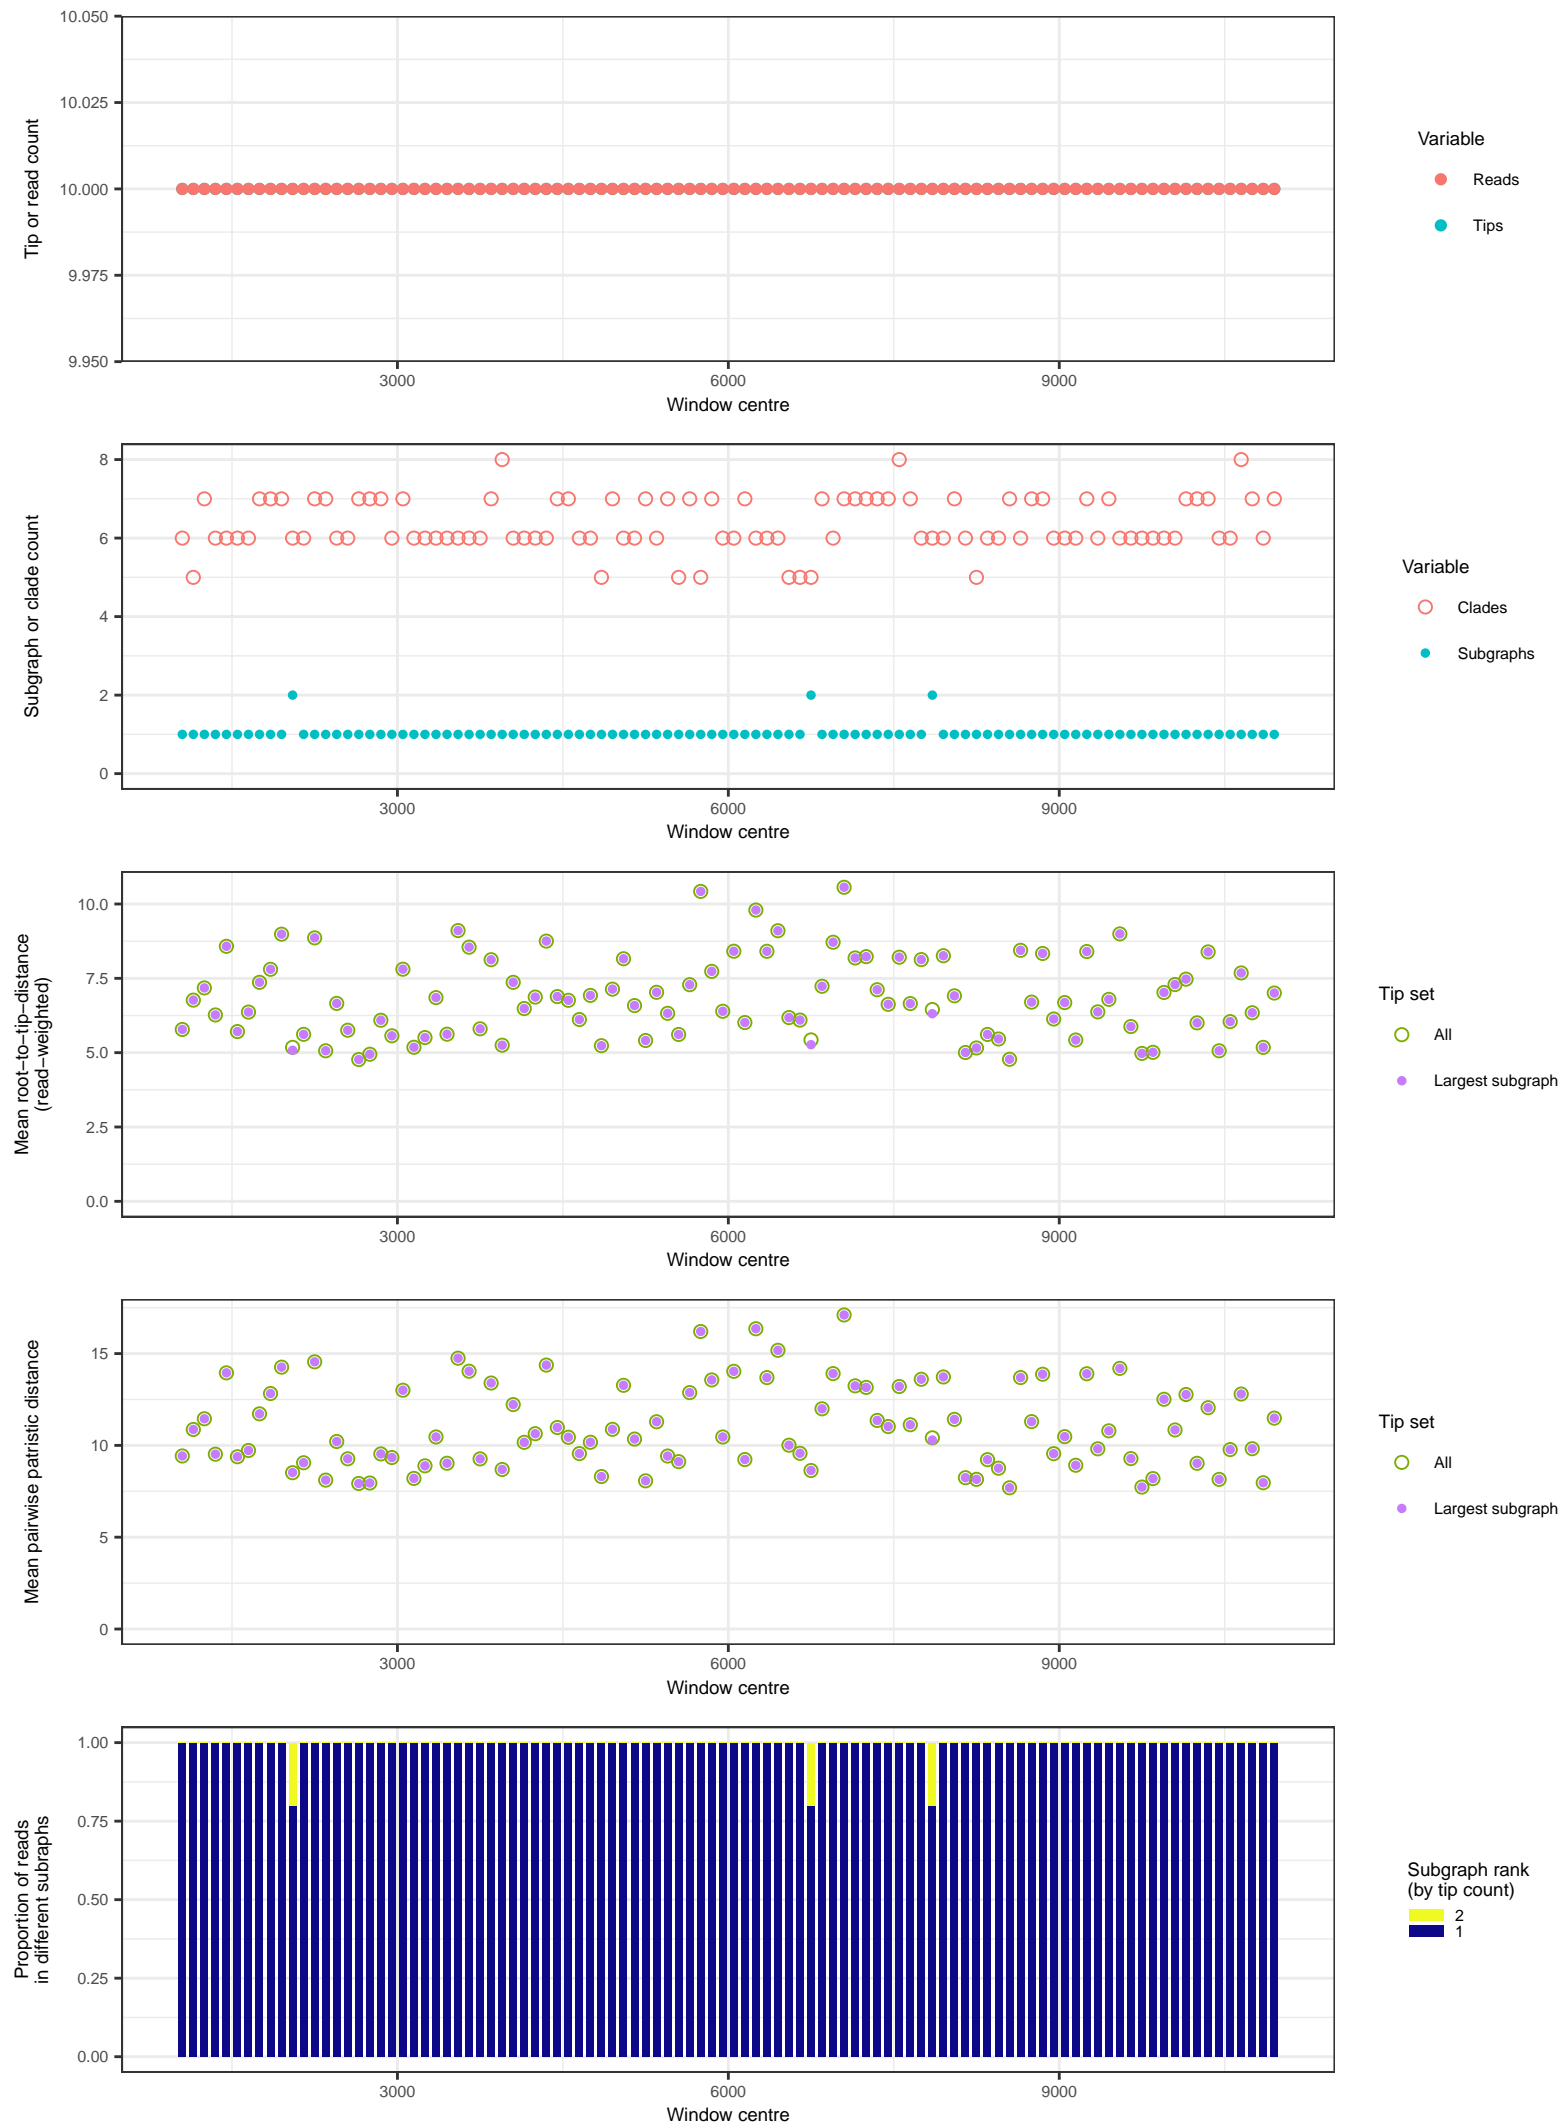 10.050
10.025
10.000
9.975
9.950
Tip or read count
3000
6000
9000
Window centre
Variable
Reads
Tips
8
6
4
2
0
Subgraph or clade count
3000
6000
9000
Window centre
Variable
Clades
Subgraphs
10.0
7.5
5.0
2.5
0.0
Mean root−to−tip−distance
(read−weighted)
3000
6000
9000
Window centre
Tip set
All
Largest subgraph
15
10
5
0
Mean pairwise patristic distance
3000
6000
9000
Window centre
Tip set
All
Largest subgraph
1.00
0.75
0.50
0.25
0.00
Proportion of reads
in different subraphs
3000
6000
9000
Window centre
Subgraph rank
(by tip count)
2
1